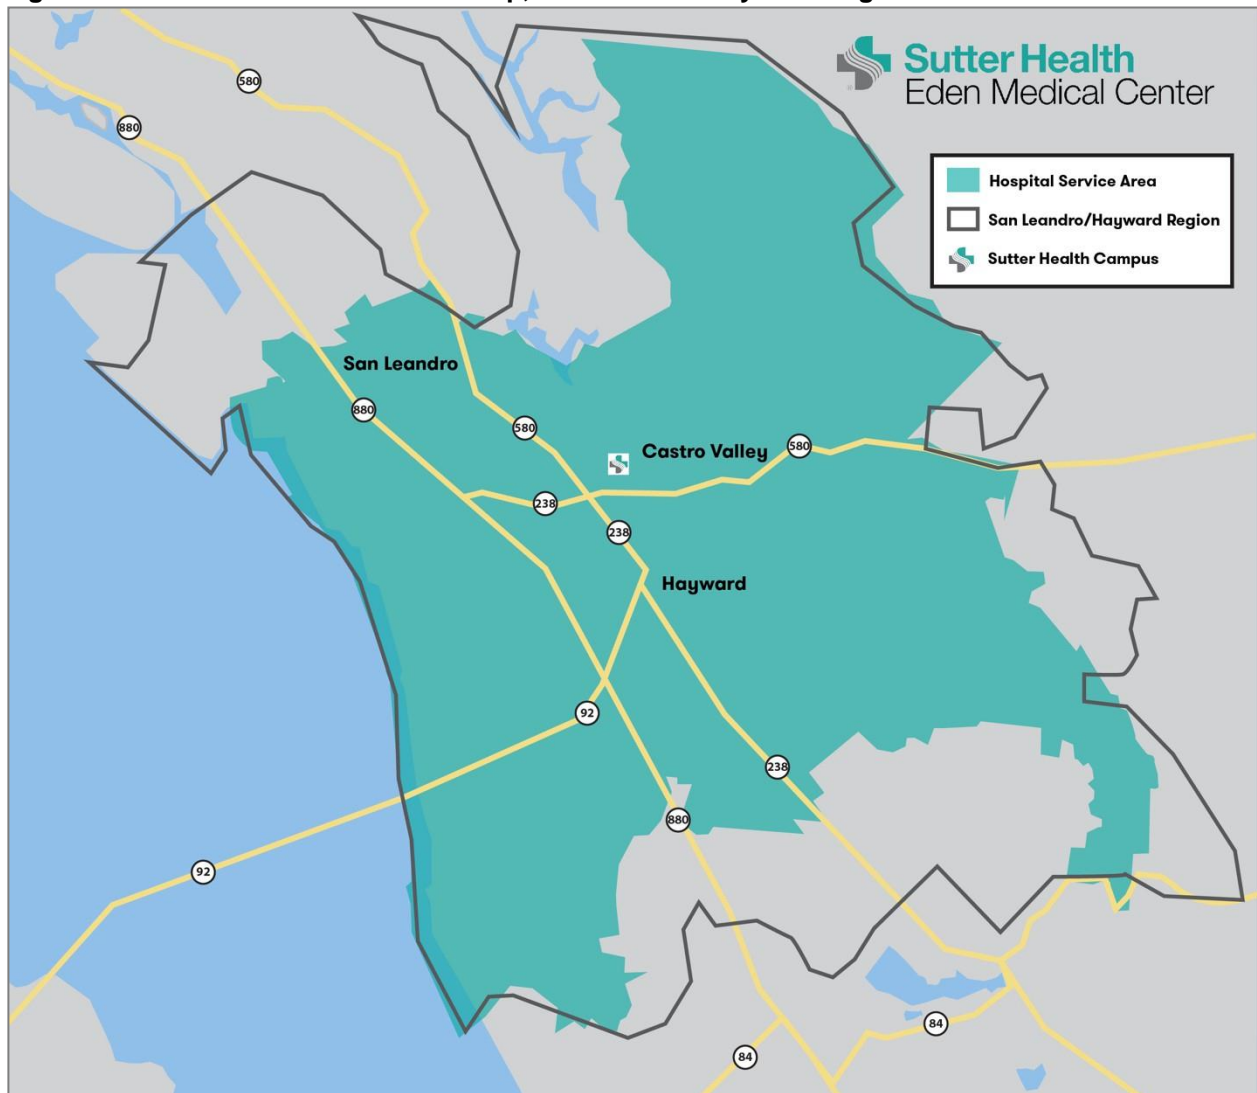 Sutter Health
Eden Medical Center
580
880
Hospital Service Area
San Leandro/Hayward Region
Sutter Health Campus
San Leandro
880
580
Castro Valley
580
238
238
Hayward
92
238
880
92
84
84